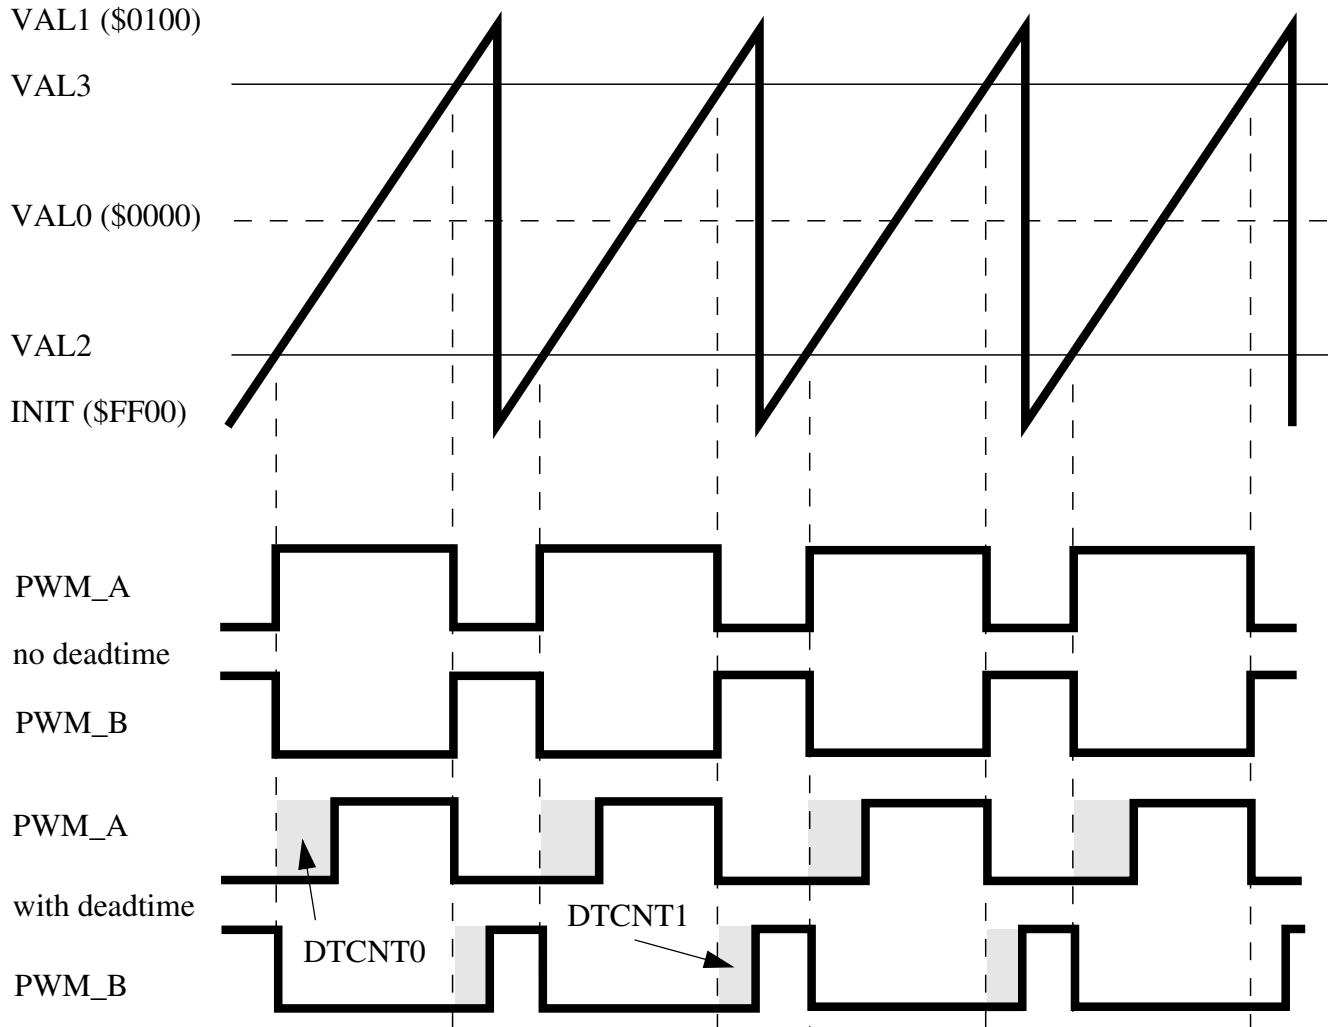 VAL1 ($0100)
VAL3
VAL0 ($0000)
VAL2
INIT ($FF00)
PWM_A
no deadtime
PWM_B
PWM_A
with deadtime
DTCNT1
DTCNT0
PWM_B